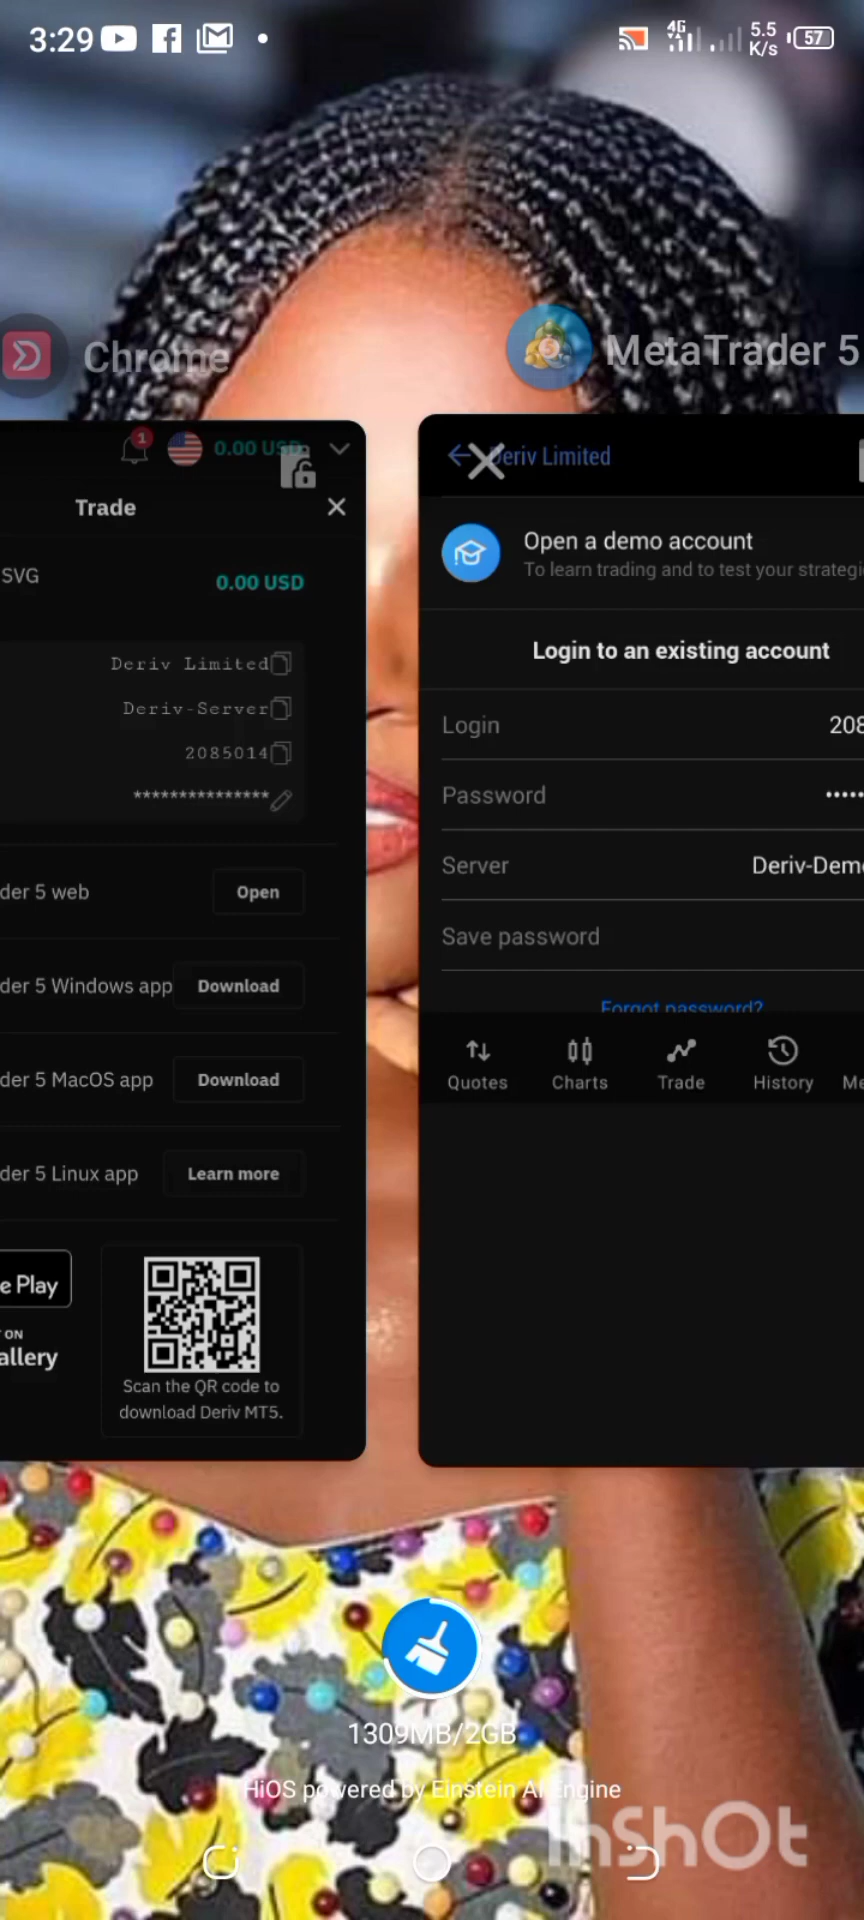 3:29
4G
5.5
K/s
57
Chrome
MetaTrader 5
1
0.00 USD
Trade
SVG
0.00 USD
Deriv Limited
Deriv-Server
2085014
***************
der 5 web
Open
der 5 Windows app
Download
der 5 MacOS app
Download
der 5 Linux app
Learn more
e Play
ON
allery
Scan the QR code to
download Deriv MT5.
Deriv Limited
Open a demo account
To learn trading and to test your strategi
Login to an existing account
Login
208
Password
•••••
Server
Deriv-Dem
Save password
Forgot password?
Quotes
Charts
Trade
History
Me
1309MB/2GB
HiOS powered by Einstein AI Engine
InShOt